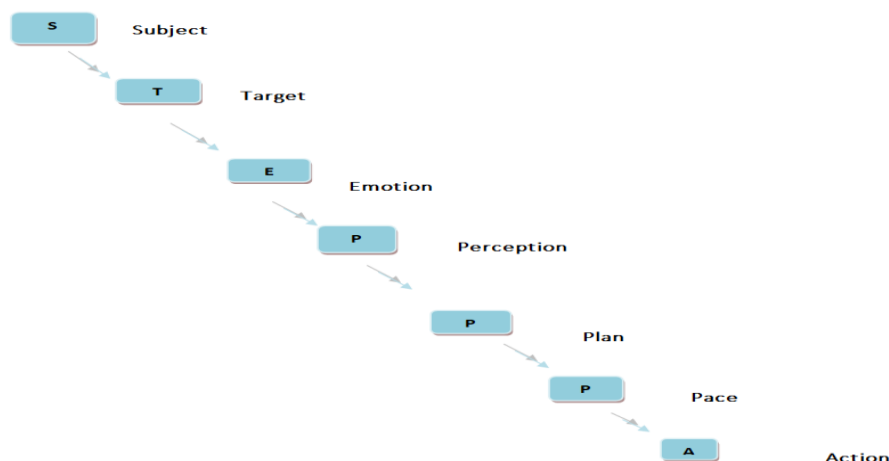 S
Subject
T
Target
E
Emotion
P
Perception
P
Plan
P
Pace
A
Action